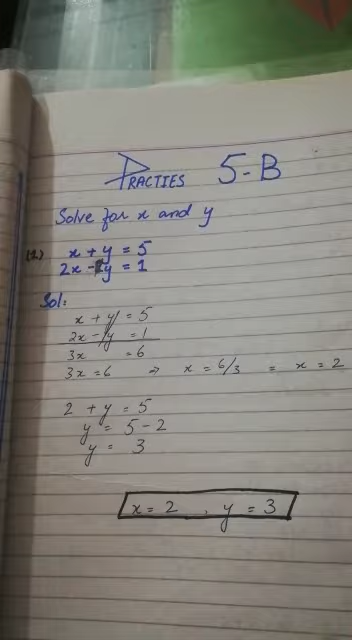 PRACTIES 5-B
Solve for x and y
(1.) x + y = 5
2x - y = 1
Sol:
x + y = 5
2x - y = 1
3x = 6
3x = 6 ⇒ x = 6/3 = x = 2
2 + y = 5
y = 5 - 2
y = 3
x = 2 , y = 3